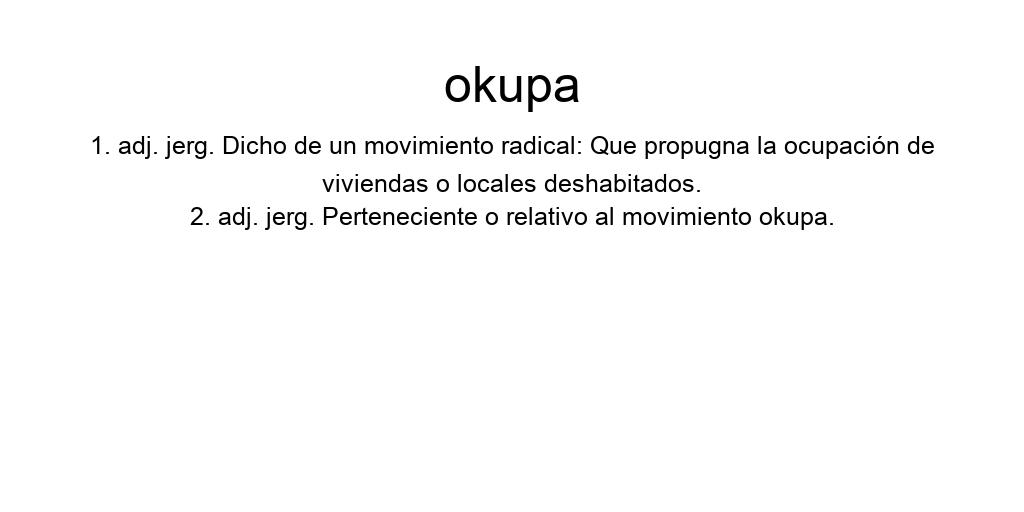 okupa
1. adj. jerg. Dicho de un movimiento radical: Que propugna la ocupación de
viviendas o locales deshabitados.
2. adj. jerg. Perteneciente o relativo al movimiento okupa.